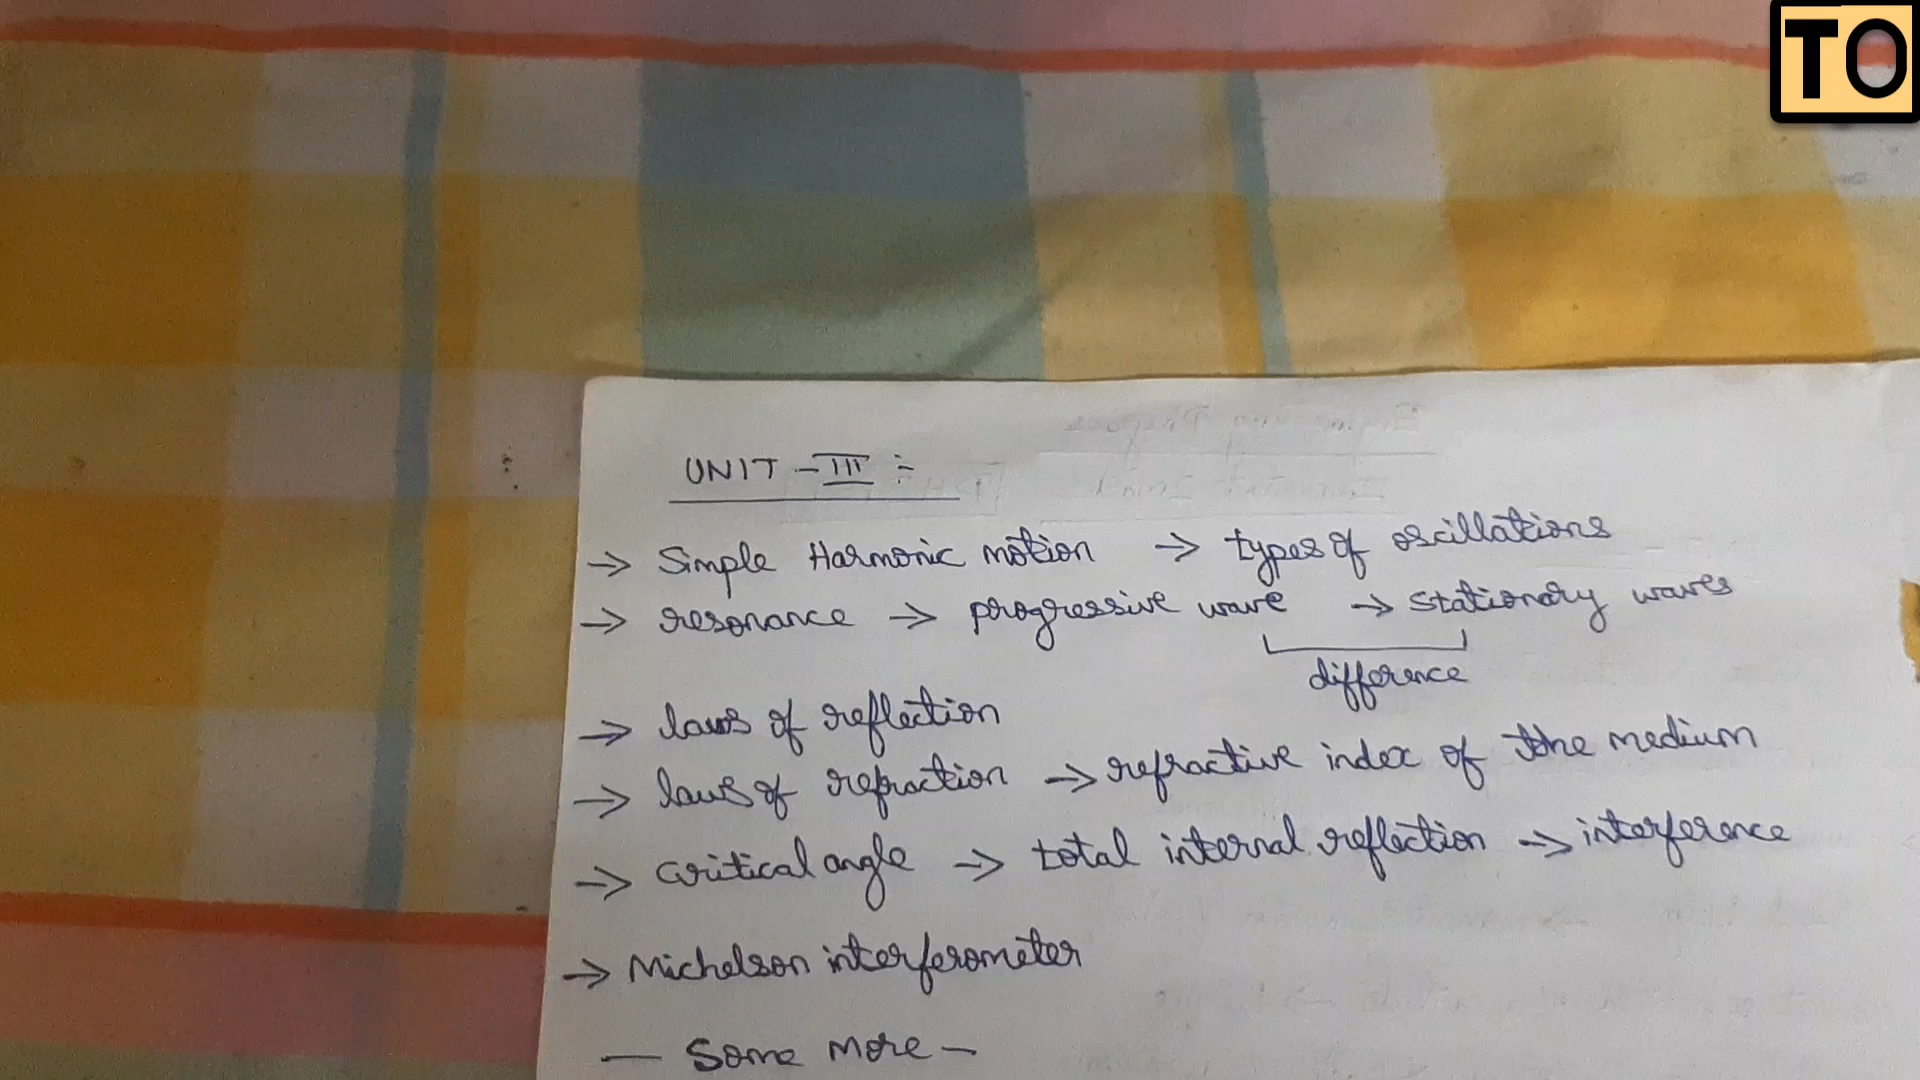 TO
UNIT - III :-
→ Simple Harmonic motion → types of oscillations
→ resonance → progressive wave → stationary waves
difference
→ laws of reflection
→ laws of refraction → refractive index of the medium
→ critical angle → total internal reflection → interference
→ Michelson interferometer
— Some more —